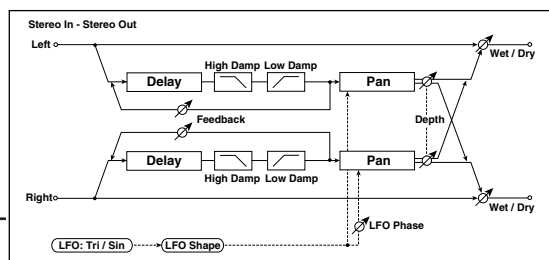 Stereo In - Stereo Out
Left
Wet / Dry
High Damp
Low Damp
Delay
Pan
Feedback
Depth
Delay
Pan
High Damp
Low Damp
Right
Wet / Dry
LFO Phase
LFO: Tri / Sin
LFO Shape